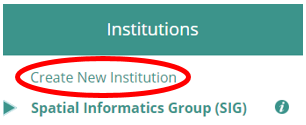 Institutions
Create New Institution
Spatial Informatics Group (SIG) i